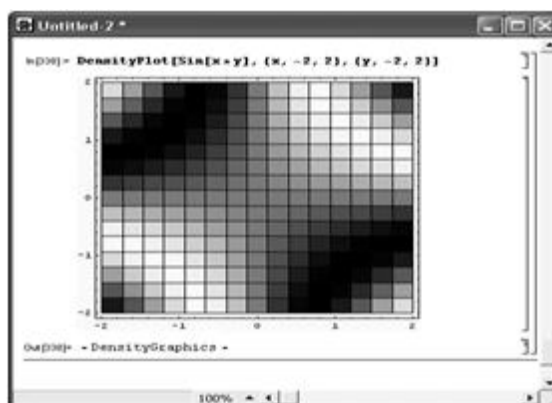 Untitled-2 *
In[330]:= DensityPlot[Sin[x*y], {x, -2, 2}, {y, -2, 2}]
2
1
0
-1
-2
-2 -1 0 1 2
Out[330]= - DensityGraphics -
100%